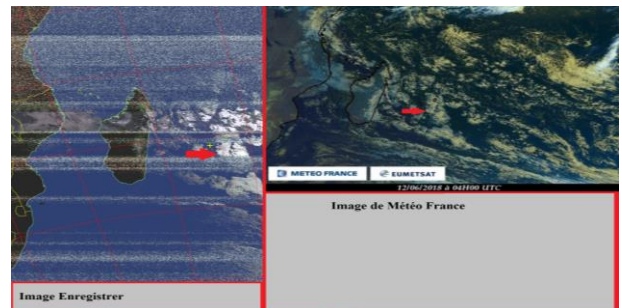 METEO FRANCE
EUMETSAT
12/06/2018 à 04H00 UTC
Image de Météo France
Image Enregistrer